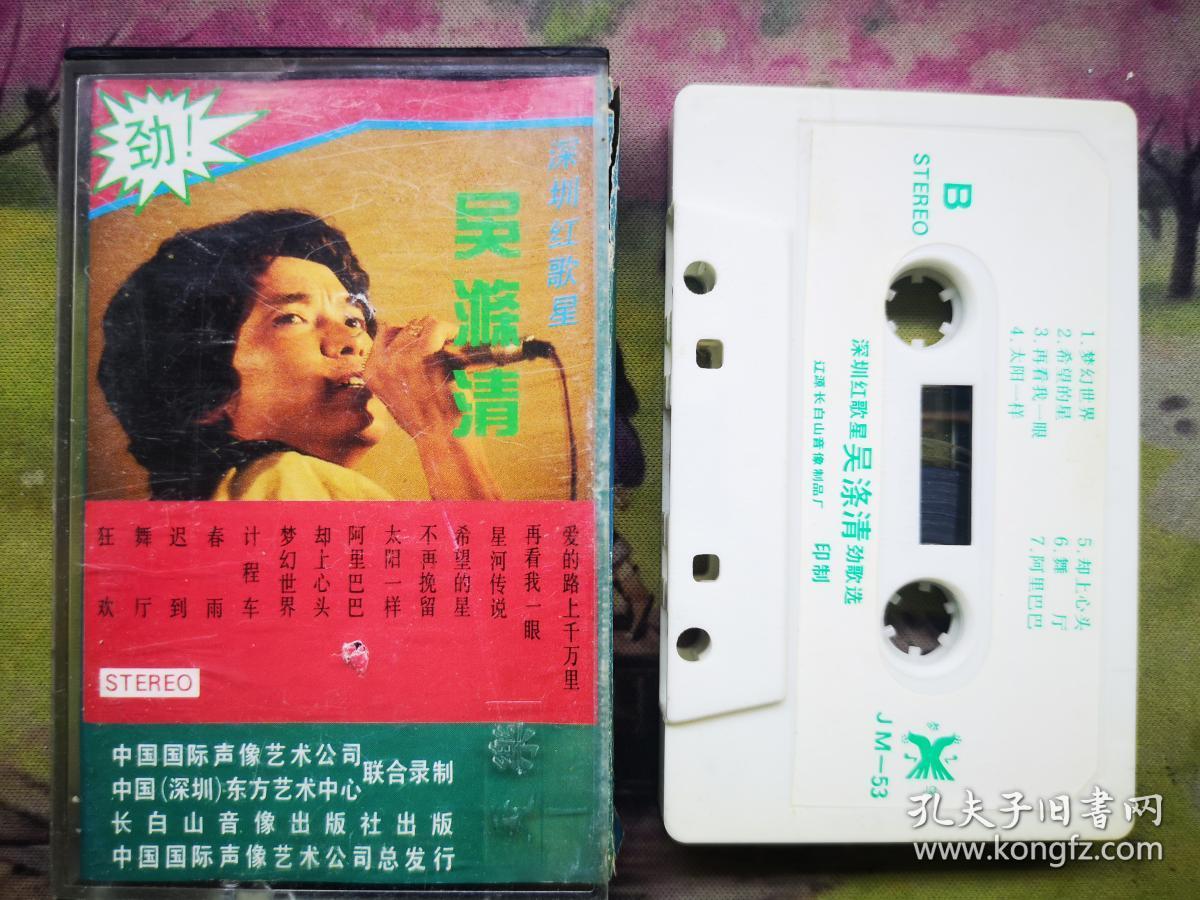 劲!
深圳红歌星
吴滌清
爱的路上千万里
再看我一眼
星河传说
希望的星
不再挽留
太阳一样
阿里巴巴
却上心头
梦幻世界
计程车
春雨
迟到
舞厅
狂欢
STEREO
中国国际声像艺术公司
中国(深圳)东方艺术中心
联合录制
长白山音像出版社出版
中国国际声像艺术公司总发行
B
STEREO
1.梦幻世界
2.希望的星
3.再看我一眼
4.太阳一样
5.却上心头
6.舞厅
7.阿里巴巴
深圳红歌星吴涤清劲歌选
辽源长白山音像制品厂 印制
JM-53
孔夫子旧书网
www.kongfz.com